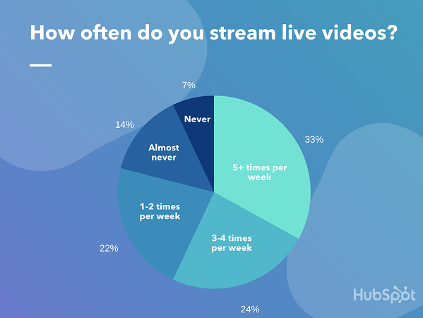 How often do you stream live videos?
7%
Never
14%
Almost
never
33%
5+ times per
week
1-2 times
per week
3-4 times
per week
22%
24%
HubSpot